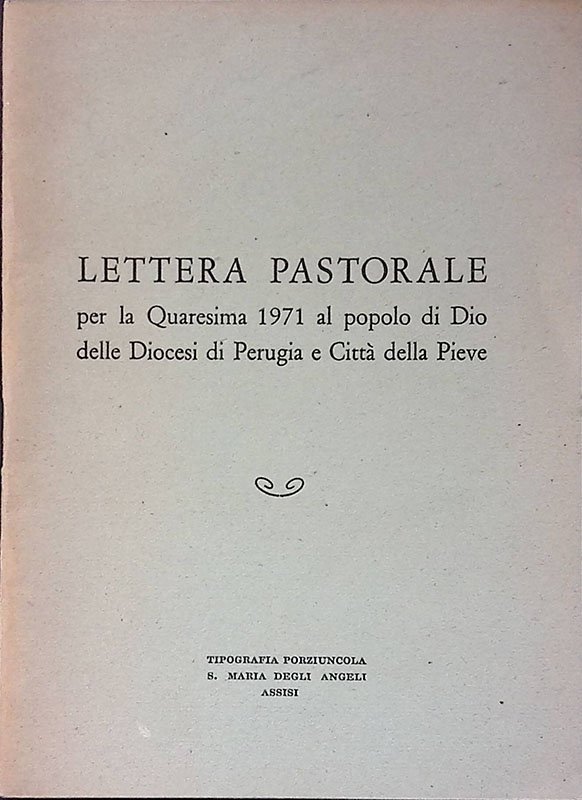 LETTERA PASTORALE
per la Quaresima 1971 al popolo di Dio
delle Diocesi di Perugia e Città della Pieve
TIPOGRAFIA PORZIUNCOLA
S. MARIA DEGLI ANGELI
ASSISI